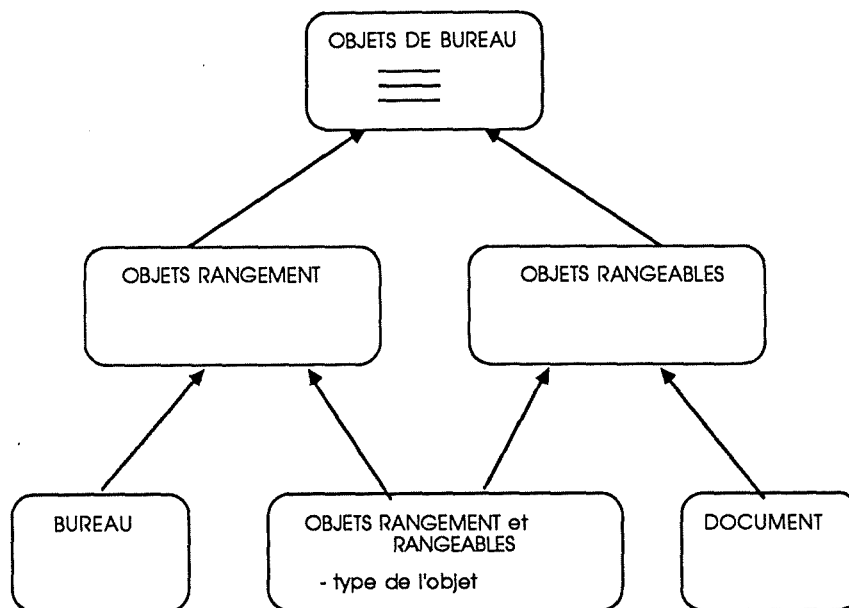 OBJETS DE BUREAU
OBJETS RANGEMENT
OBJETS RANGEABLES
BUREAU
OBJETS RANGEMENT et
RANGEABLES
- type de l'objet
DOCUMENT